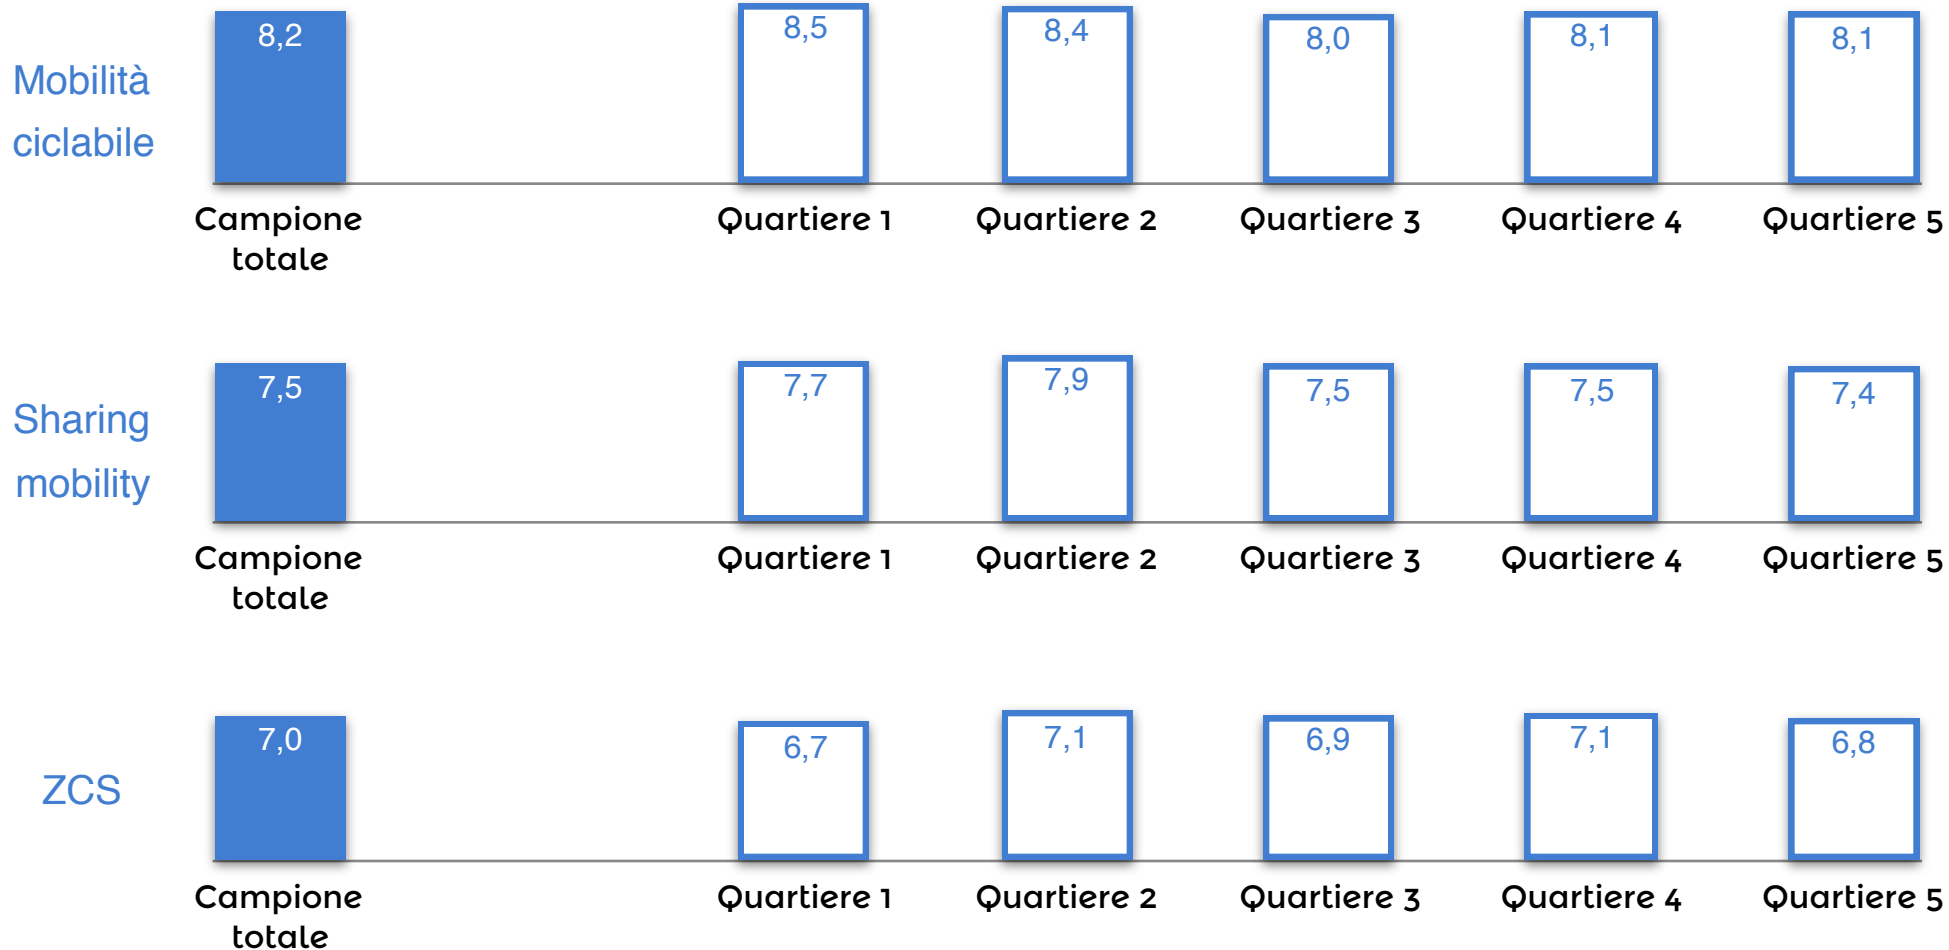 8,2
8,5
8,4
8,0
8,1
8,1
Mobilità
ciclabile
Campione
totale
Quartiere 1
Quartiere 2
Quartiere 3
Quartiere 4
Quartiere 5
7,5
7,7
7,9
7,5
7,5
7,4
Sharing
mobility
Campione
totale
Quartiere 1
Quartiere 2
Quartiere 3
Quartiere 4
Quartiere 5
7,0
6,7
7,1
6,9
7,1
6,8
ZCS
Campione
totale
Quartiere 1
Quartiere 2
Quartiere 3
Quartiere 4
Quartiere 5